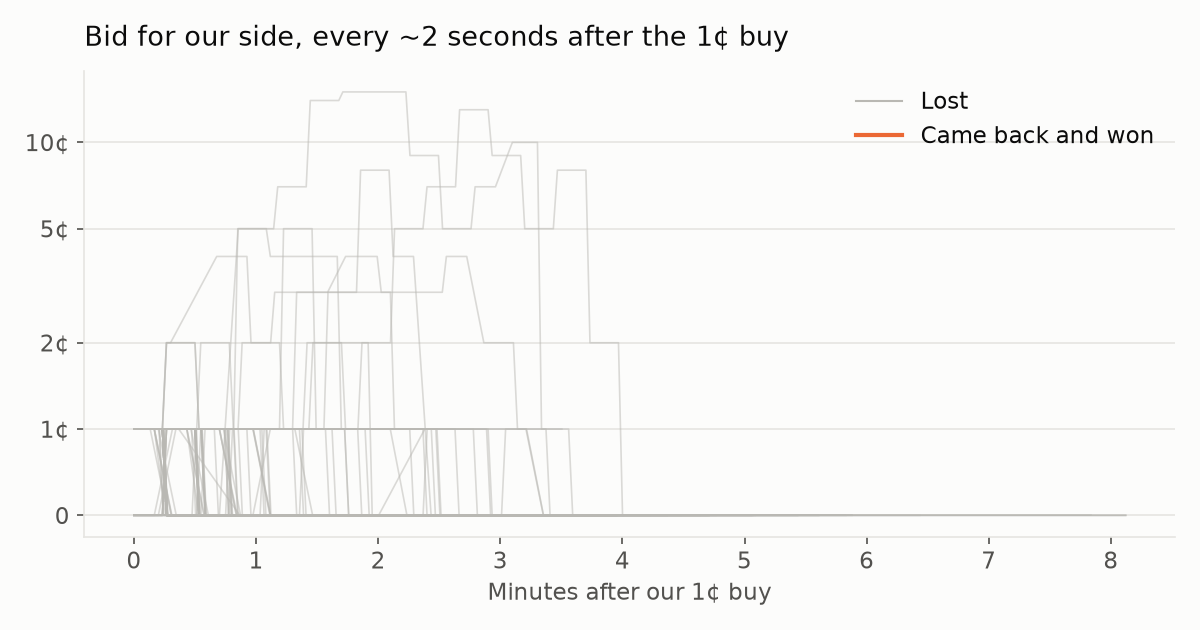 Bid for our side, every ~2 seconds after the 1¢ buy
Lost
Came back and won
10¢
5¢
2¢
1¢
0
0 1 2 3 4 5 6 7 8
Minutes after our 1¢ buy